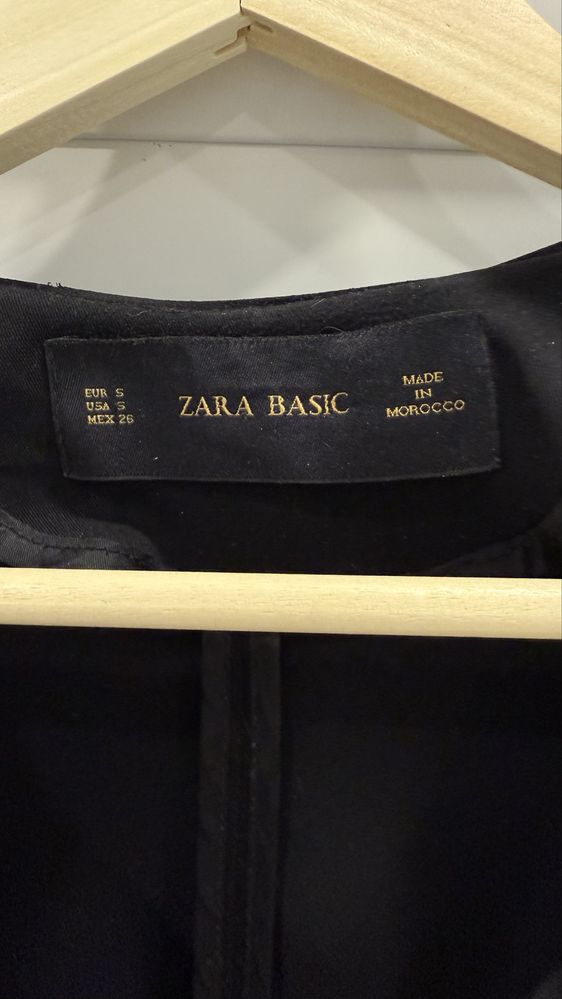 EUR S
USA S
MEX 26
ZARA BASIC
MADE
IN
MOROCCO